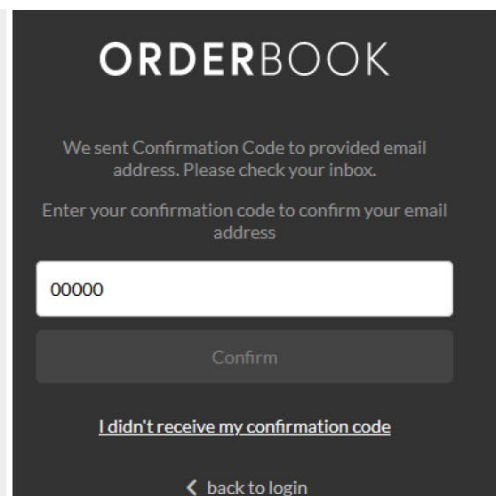 ORDERBOOK
We sent Confirmation Code to provided email
address. Please check your inbox.
Enter your confirmation code to confirm your email
address
00000
Confirm
I didn't receive my confirmation code
back to login